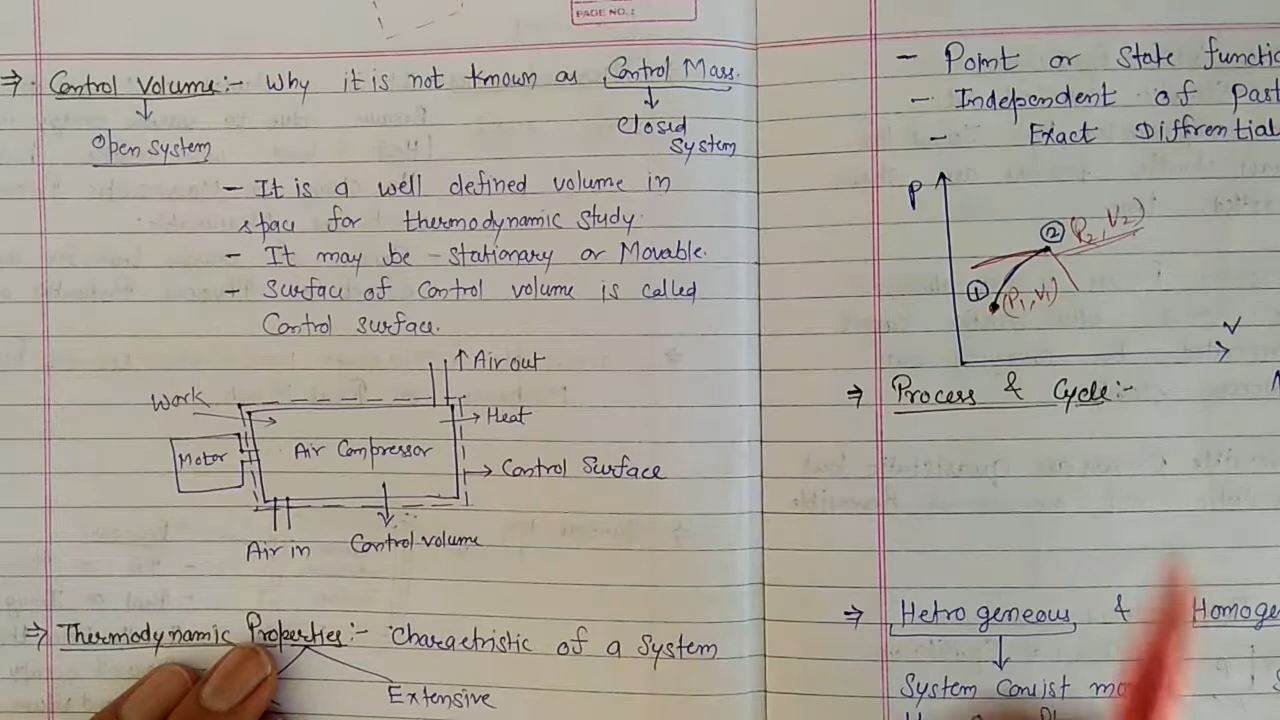 PAGE NO.:
⇒ Control Volume:- Why it is not known as Control Mass.
Open System
Closed
System
- It is a well defined volume in
space for thermodynamic study.
- It may be stationary or Movable.
- Surface of Control volume is called
Control surface.
Air out
Work
Heat
Motor
Air Compressor
Control Surface
Air in
Control volume
⇒ Thermodynamic Properties:- Charactristic of a System
Extensive
- Point or State functio
- Independent of Past
- Exact Diffrential
P
② (P2, V2)
① (P1, V1)
V
⇒ Process & Cycle:-
⇒ Hetrogeneous & Homoge
System Consist mo